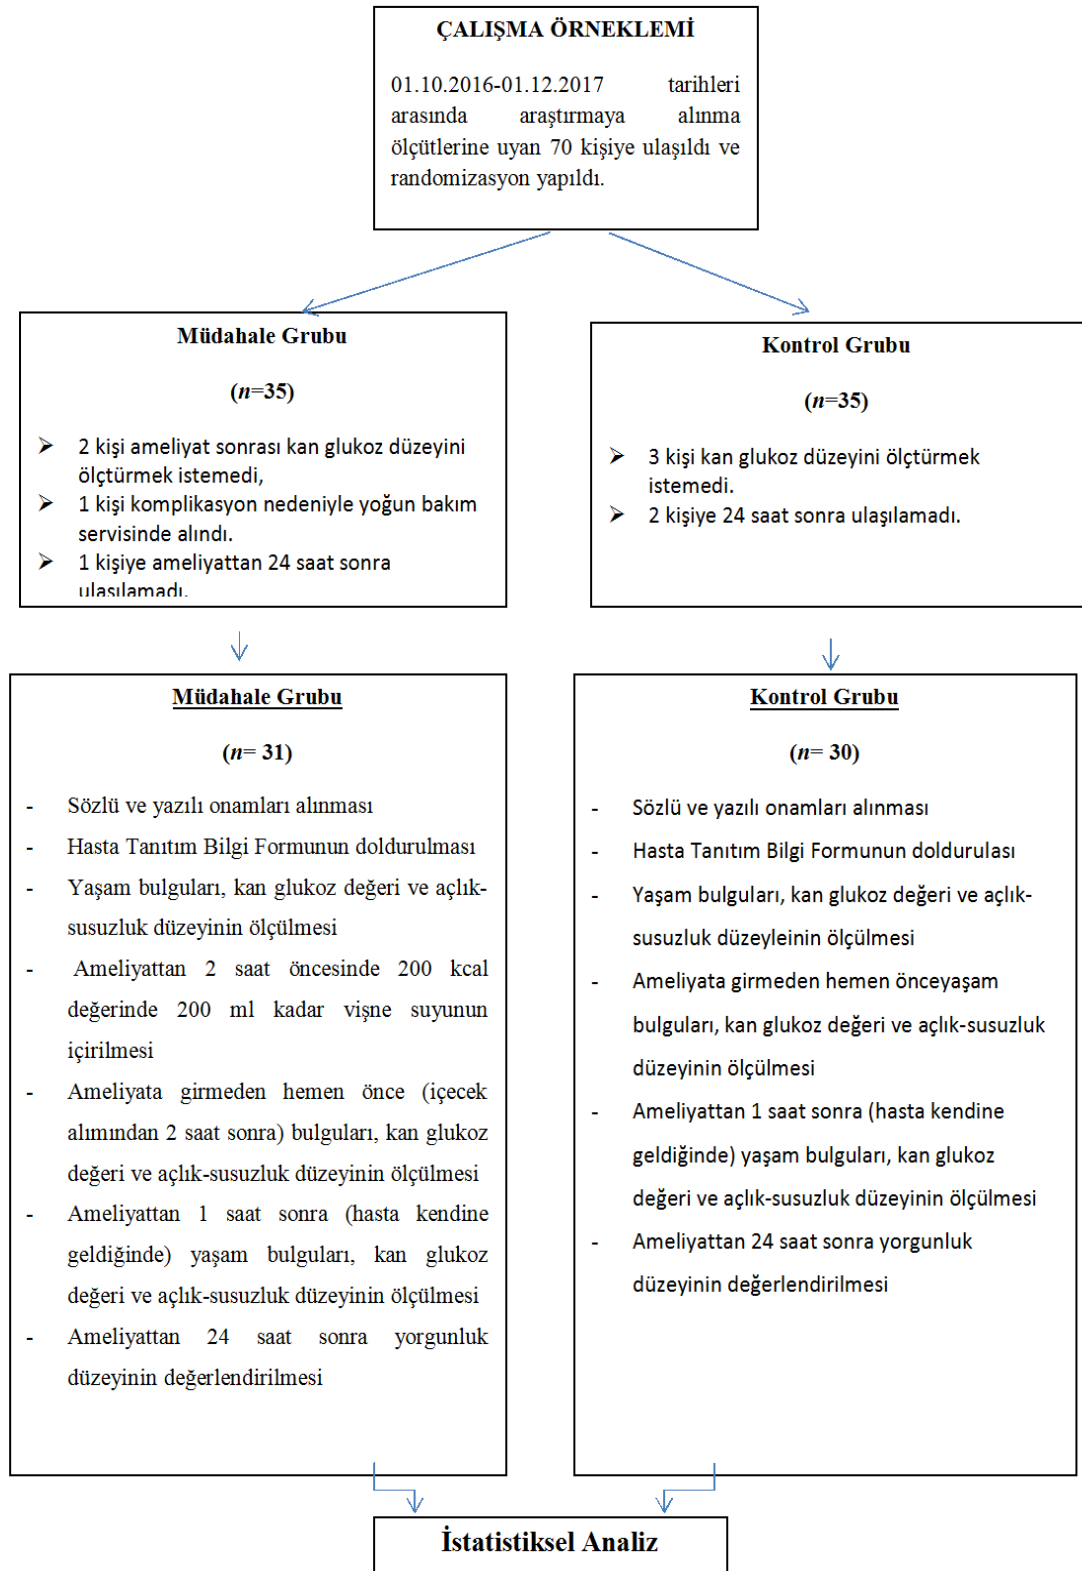 ÇALIŞMA ÖRNEKLEMİ
01.10.2016-01.12.2017 tarihleri
arasında araştırmaya alınma
ölçütlerine uyan 70 kişiye ulaşıldı ve
randomizasyon yapıldı.
Müdahale Grubu
(n=35)
➢ 2 kişi ameliyat sonrası kan glukoz düzeyini
ölçtürmek istemedi,
➢ 1 kişi komplikasyon nedeniyle yoğun bakım
servisinde alındı.
➢ 1 kişiye ameliyattan 24 saat sonra
ulaşılamadı.
Kontrol Grubu
(n=35)
➢ 3 kişi kan glukoz düzeyini ölçtürmek
istemedi.
➢ 2 kişiye 24 saat sonra ulaşılamadı.
Müdahale Grubu
(n= 31)
- Sözlü ve yazılı onamları alınması
- Hasta Tanıtım Bilgi Formunun doldurulması
- Yaşam bulguları, kan glukoz değeri ve açlık-
susuzluk düzeyinin ölçülmesi
- Ameliyattan 2 saat öncesinde 200 kcal
değerinde 200 ml kadar vişne suyunun
içirilmesi
- Ameliyata girmeden hemen önce (içecek
alımından 2 saat sonra) bulguları, kan glukoz
değeri ve açlık-susuzluk düzeyinin ölçülmesi
- Ameliyattan 1 saat sonra (hasta kendine
geldiğinde) yaşam bulguları, kan glukoz
değeri ve açlık-susuzluk düzeyinin ölçülmesi
- Ameliyattan 24 saat sonra yorgunluk
düzeyinin değerlendirilmesi
Kontrol Grubu
(n= 30)
- Sözlü ve yazılı onamları alınması
- Hasta Tanıtım Bilgi Formunun doldurulası
- Yaşam bulguları, kan glukoz değeri ve açlık-
susuzluk düzeyleinin ölçülmesi
- Ameliyata girmeden hemen önceyaşam
bulguları, kan glukoz değeri ve açlık-susuzluk
düzeyinin ölçülmesi
- Ameliyattan 1 saat sonra (hasta kendine
geldiğinde) yaşam bulguları, kan glukoz
değeri ve açlık-susuzluk düzeyinin ölçülmesi
- Ameliyattan 24 saat sonra yorgunluk
düzeyinin değerlendirilmesi
İstatistiksel Analiz